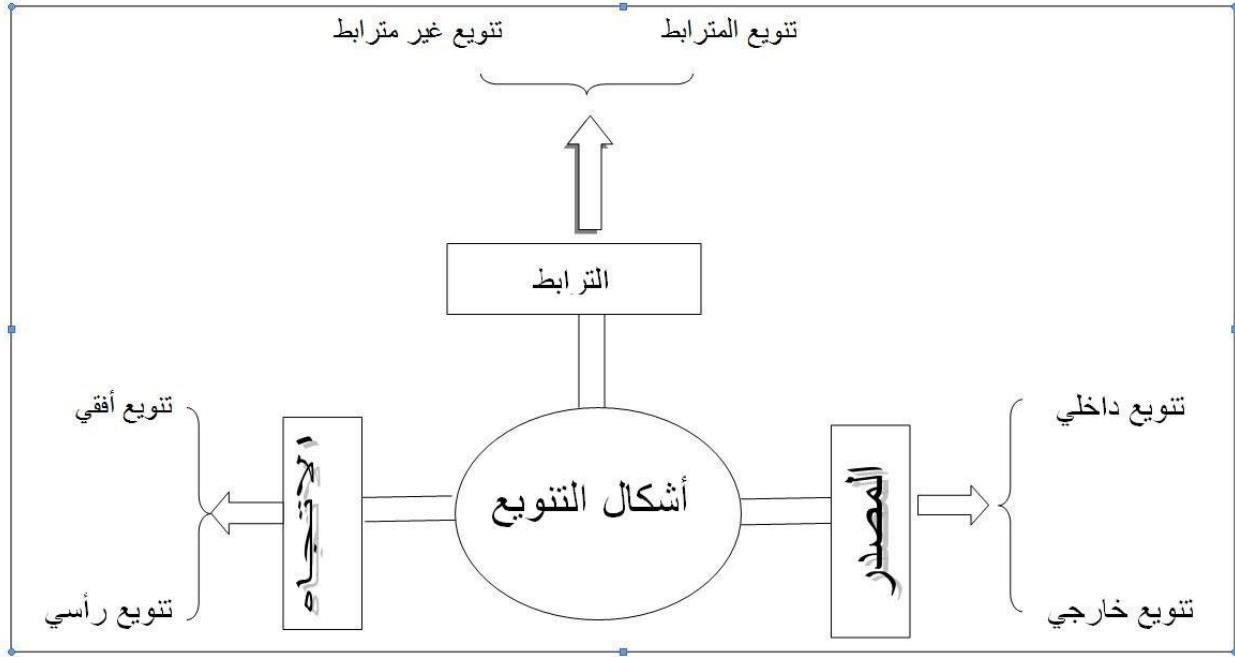 تنويع المترابط
تنويع غير مترابط
الترابط
تنويع داخلي
تنويع أفقي
المصدر
أشكال التنويع
الاتجاه
تنويع خارجي
تنويع رأسي